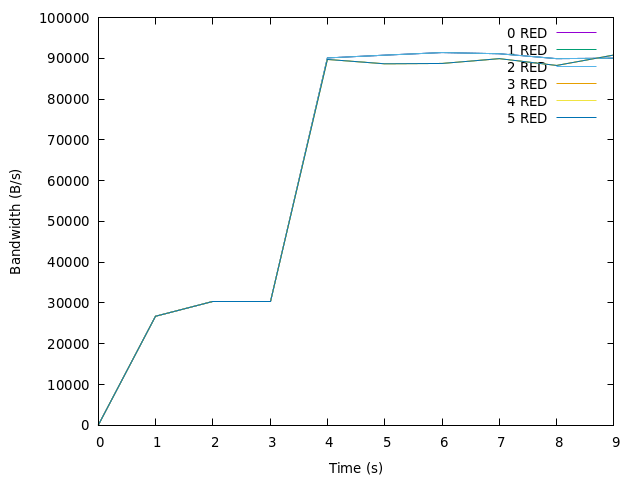 100000
90000
80000
70000
60000
50000
40000
30000
20000
10000
0
0 1 2 3 4 5 6 7 8 9
Bandwidth (B/s)
Time (s)
0 RED
1 RED
2 RED
3 RED
4 RED
5 RED